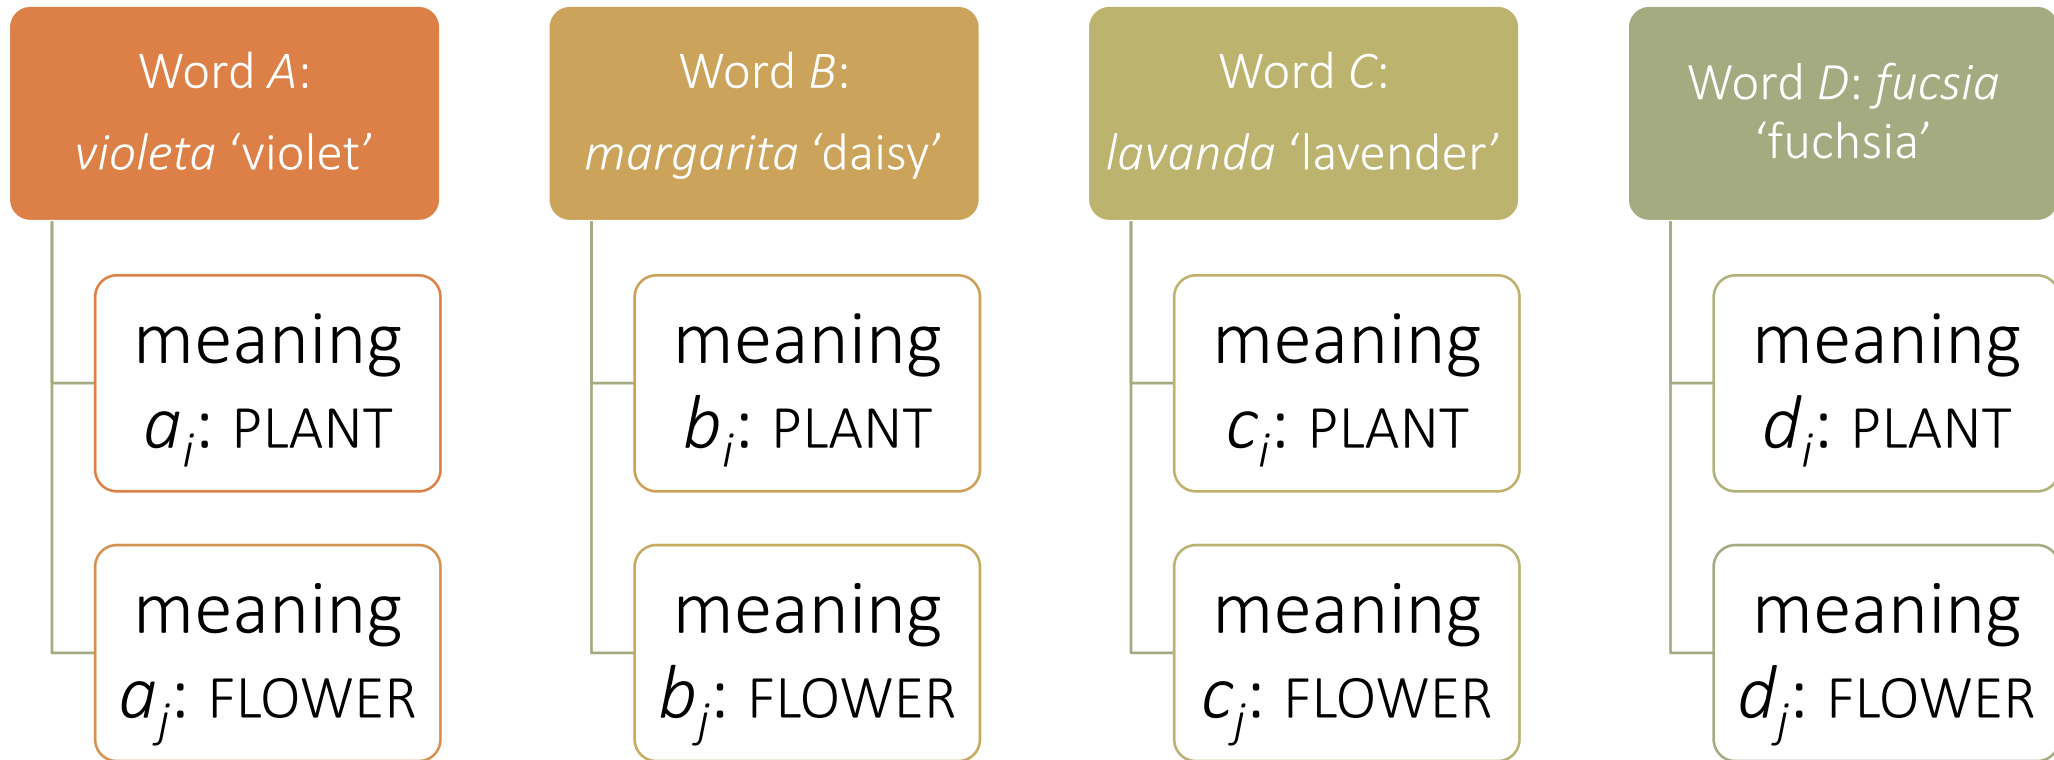 Word A:
violeta ‘violet’
meaning
aᵢ: PLANT
meaning
aⱼ: FLOWER
Word B:
margarita ‘daisy’
meaning
bᵢ: PLANT
meaning
bⱼ: FLOWER
Word C:
lavanda ‘lavender’
meaning
cᵢ: PLANT
meaning
cⱼ: FLOWER
Word D: fucsia
‘fuchsia’
meaning
dᵢ: PLANT
meaning
dⱼ: FLOWER